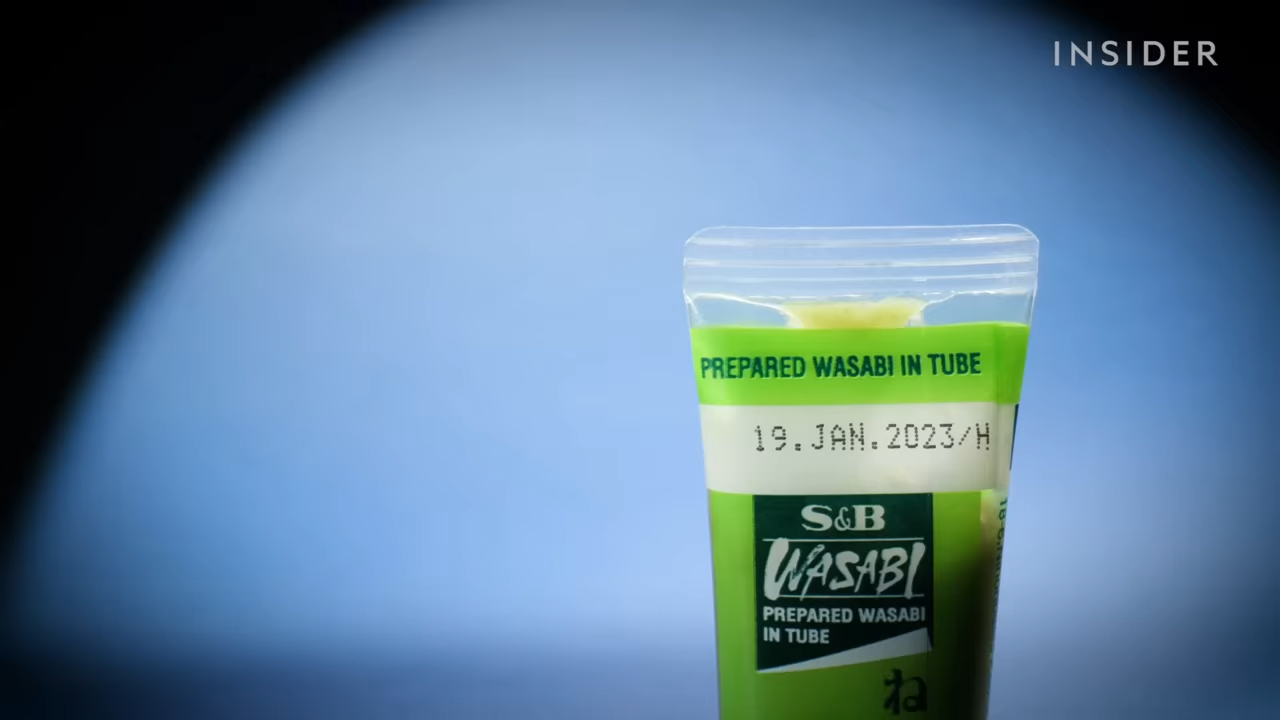 INSIDER
PREPARED WASABI IN TUBE
19.JAN.2023/H
S&B
WASABI
PREPARED WASABI
IN TUBE
ね